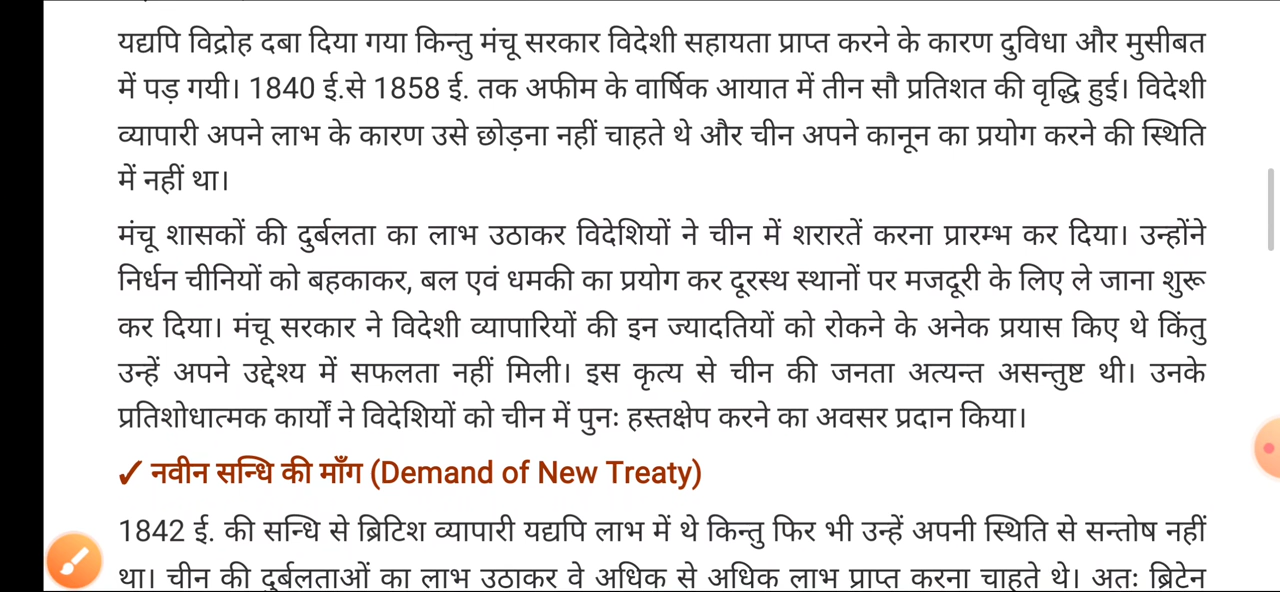 यद्यपि विद्रोह दबा दिया गया किन्तु मंचू सरकार विदेशी सहायता प्राप्त करने के कारण दुविधा और मुसीबत
में पड़ गयी। 1840 ई.से 1858 ई. तक अफीम के वार्षिक आयात में तीन सौ प्रतिशत की वृद्धि हुई। विदेशी
व्यापारी अपने लाभ के कारण उसे छोड़ना नहीं चाहते थे और चीन अपने कानून का प्रयोग करने की स्थिति
में नहीं था।
मंचू शासकों की दुर्बलता का लाभ उठाकर विदेशियों ने चीन में शरारतें करना प्रारम्भ कर दिया। उन्होंने
निर्धन चीनियों को बहकाकर, बल एवं धमकी का प्रयोग कर दूरस्थ स्थानों पर मजदूरी के लिए ले जाना शुरू
कर दिया। मंचू सरकार ने विदेशी व्यापारियों की इन ज्यादतियों को रोकने के अनेक प्रयास किए थे किंतु
उन्हें अपने उद्देश्य में सफलता नहीं मिली। इस कृत्य से चीन की जनता अत्यन्त असन्तुष्ट थी। उनके
प्रतिशोधात्मक कार्यों ने विदेशियों को चीन में पुनः हस्तक्षेप करने का अवसर प्रदान किया।
✓ नवीन सन्धि की माँग (Demand of New Treaty)
1842 ई. की सन्धि से ब्रिटिश व्यापारी यद्यपि लाभ में थे किन्तु फिर भी उन्हें अपनी स्थिति से सन्तोष नहीं
था। चीन की दुर्बलताओं का लाभ उठाकर वे अधिक से अधिक लाभ प्राप्त करना चाहते थे। अतः ब्रिटेन